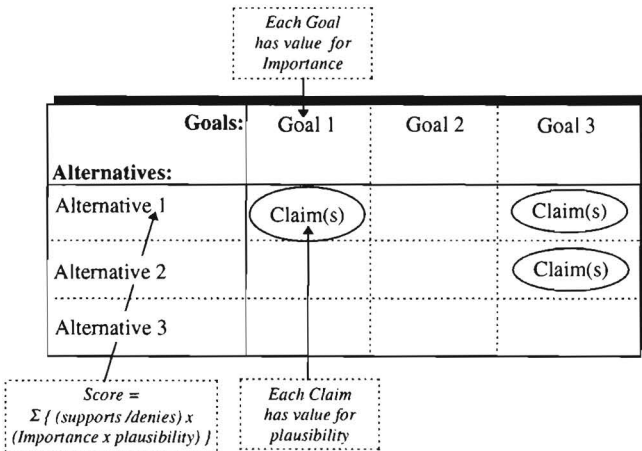 Each Goal
has value for
Importance
Goals: Goal 1 Goal 2 Goal 3
Alternatives:
Alternative 1 Claim(s) Claim(s)
Alternative 2 Claim(s)
Alternative 3
Score =
Σ { (supports /denies) x
(Importance x plausibility) }
Each Claim
has value for
plausibility